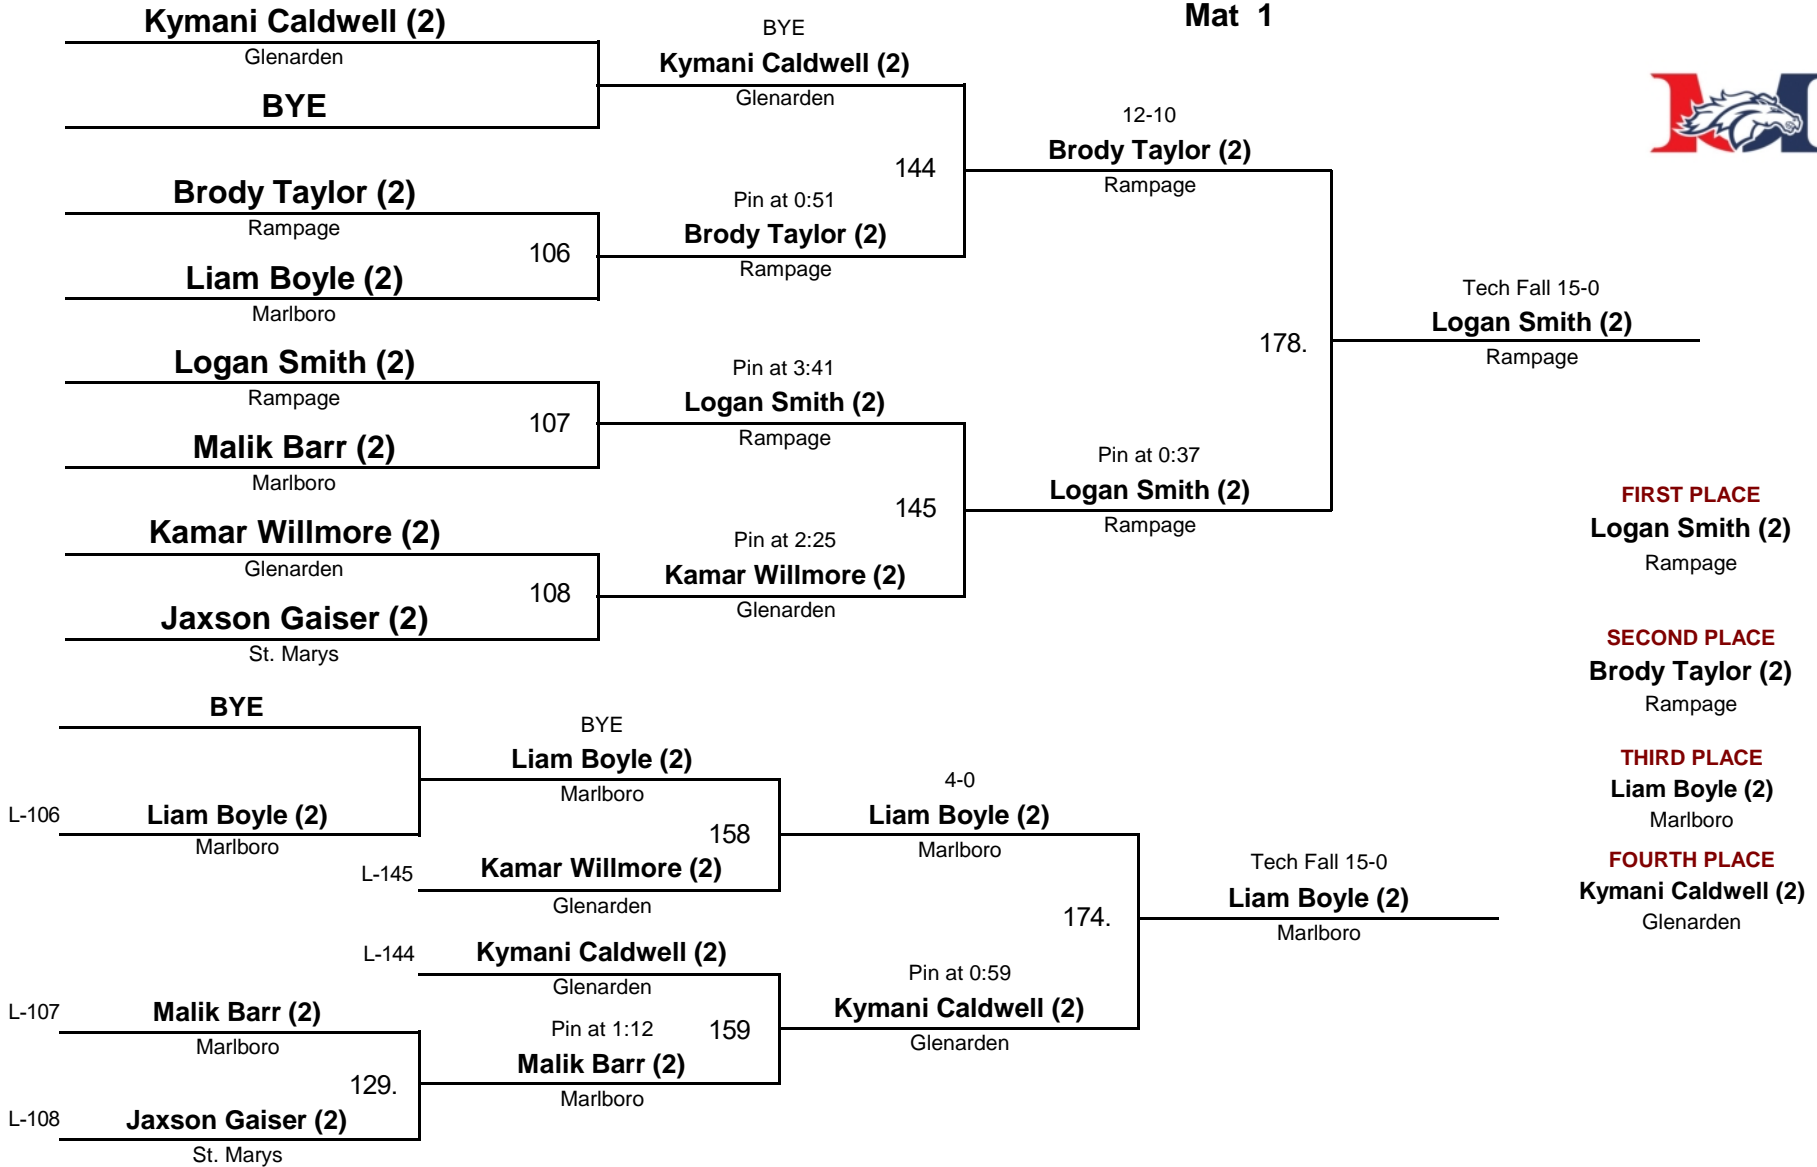 Mat 1
Kymani Caldwell (2)
Glenarden
BYE
Brody Taylor (2)
Rampage
106
Liam Boyle (2)
Marlboro
Logan Smith (2)
Rampage
107
Malik Barr (2)
Marlboro
Kamar Willmore (2)
Glenarden
108
Jaxson Gaiser (2)
St. Marys
BYE
Kymani Caldwell (2)
Glenarden
144
Pin at 0:51
Brody Taylor (2)
Rampage
Pin at 3:41
Logan Smith (2)
Rampage
145
Pin at 2:25
Kamar Willmore (2)
Glenarden
12-10
Brody Taylor (2)
Rampage
178.
Pin at 0:37
Logan Smith (2)
Rampage
Tech Fall 15-0
Logan Smith (2)
Rampage
M
FIRST PLACE
Logan Smith (2)
Rampage
SECOND PLACE
Brody Taylor (2)
Rampage
THIRD PLACE
Liam Boyle (2)
Marlboro
FOURTH PLACE
Kymani Caldwell (2)
Glenarden
BYE
L-106
Liam Boyle (2)
Marlboro
L-107
Malik Barr (2)
Marlboro
129.
L-108
Jaxson Gaiser (2)
St. Marys
BYE
Liam Boyle (2)
Marlboro
158
L-145
Kamar Willmore (2)
Glenarden
L-144
Kymani Caldwell (2)
Glenarden
Pin at 1:12
159
Malik Barr (2)
Marlboro
4-0
Liam Boyle (2)
Marlboro
174.
Pin at 0:59
Kymani Caldwell (2)
Glenarden
Tech Fall 15-0
Liam Boyle (2)
Marlboro